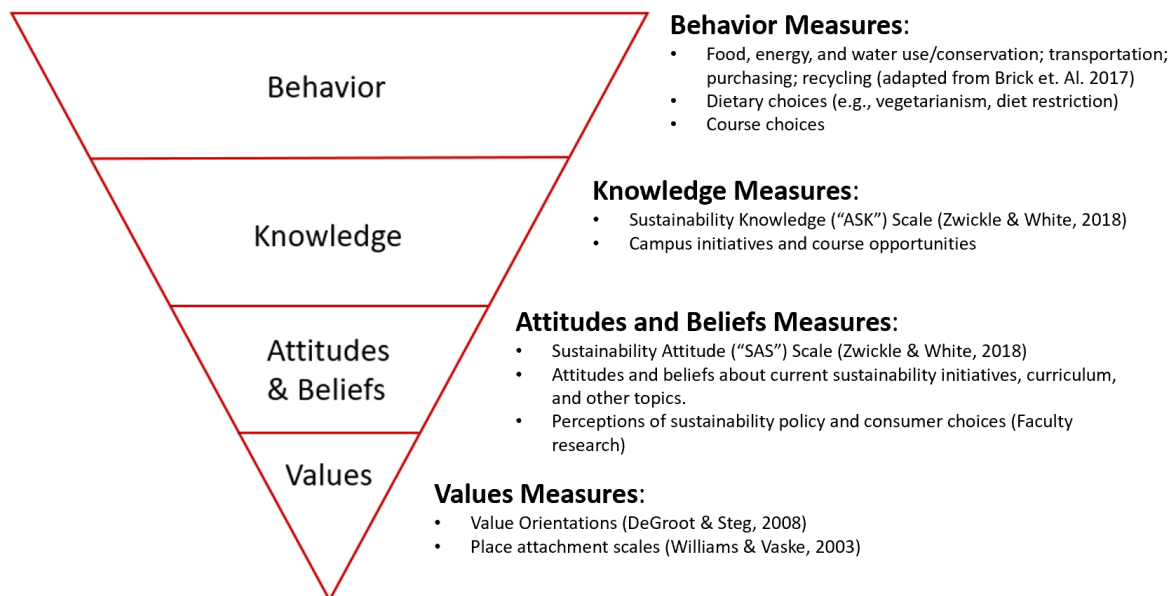 Behavior
Behavior Measures:
• Food, energy, and water use/conservation; transportation;
purchasing; recycling (adapted from Brick et. Al. 2017)
• Dietary choices (e.g., vegetarianism, diet restriction)
• Course choices
Knowledge
Knowledge Measures:
• Sustainability Knowledge (“ASK”) Scale (Zwickle & White, 2018)
• Campus initiatives and course opportunities
Attitudes
& Beliefs
Attitudes and Beliefs Measures:
• Sustainability Attitude (“SAS”) Scale (Zwickle & White, 2018)
• Attitudes and beliefs about current sustainability initiatives, curriculum,
and other topics.
• Perceptions of sustainability policy and consumer choices (Faculty
research)
Values
Values Measures:
• Value Orientations (DeGroot & Steg, 2008)
• Place attachment scales (Williams & Vaske, 2003)